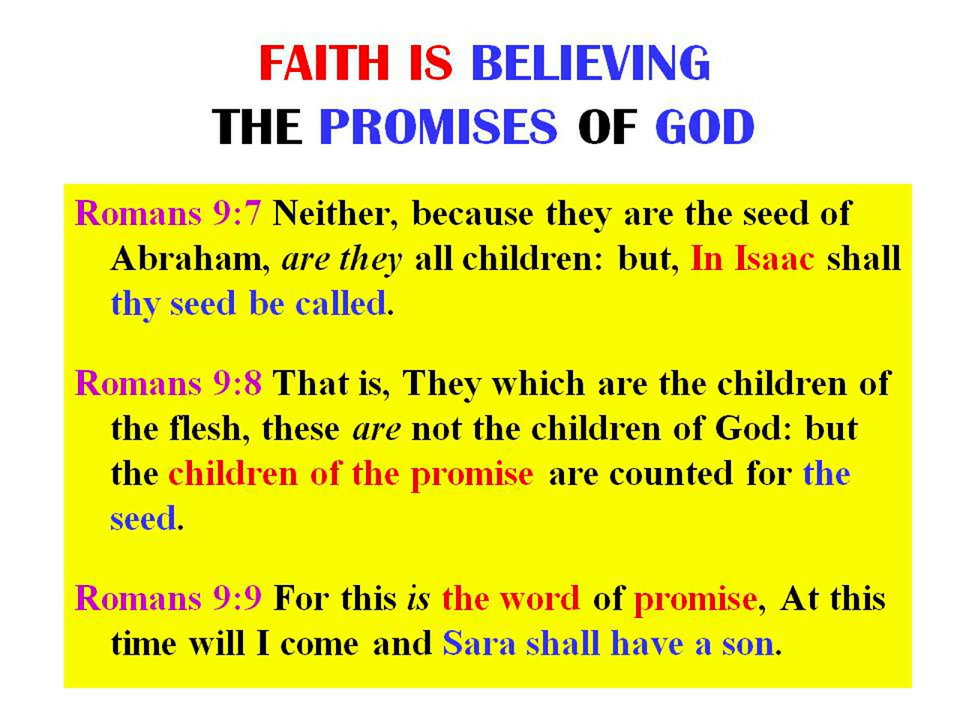 FAITH IS BELIEVING
THE PROMISES OF GOD
Romans 9:7 Neither, because they are the seed of
Abraham, are they all children: but, In Isaac shall
thy seed be called.
Romans 9:8 That is, They which are the children of
the flesh, these are not the children of God: but
the children of the promise are counted for the
seed.
Romans 9:9 For this is the word of promise, At this
time will I come and Sara shall have a son.